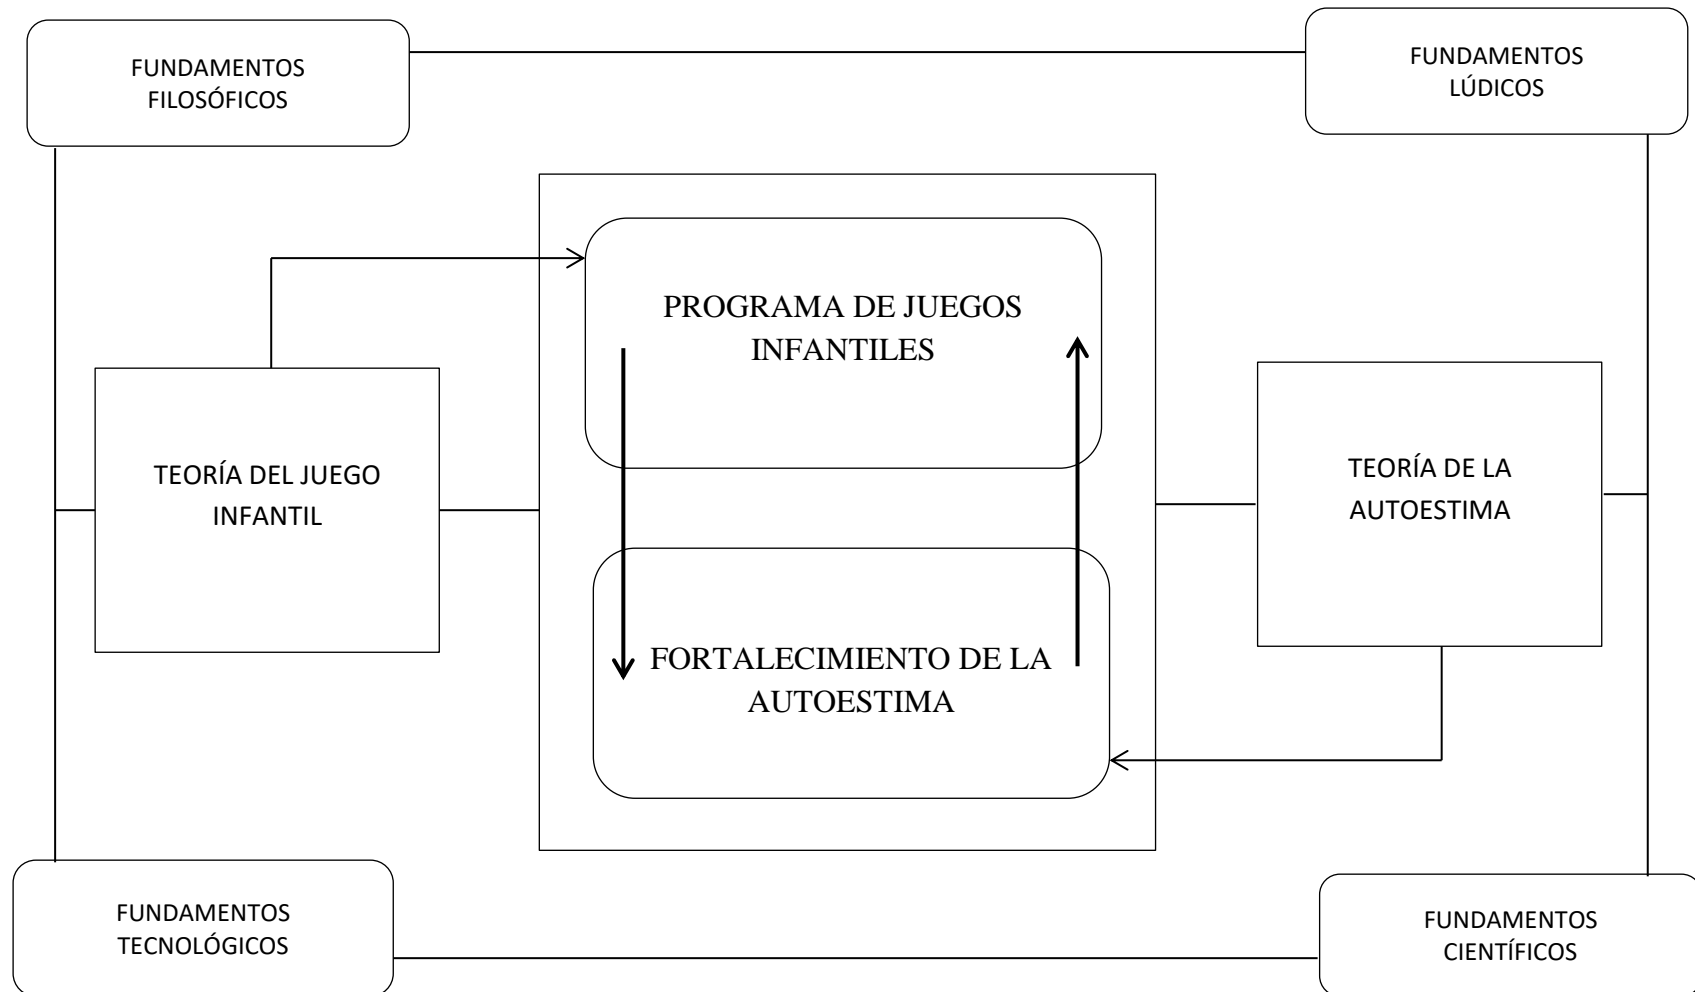 FUNDAMENTOS
FILOSÓFICOS
FUNDAMENTOS
LÚDICOS
PROGRAMA DE JUEGOS
INFANTILES
TEORÍA DEL JUEGO
INFANTIL
TEORÍA DE LA
AUTOESTIMA
FORTALECIMIENTO DE LA
AUTOESTIMA
FUNDAMENTOS
TECNOLÓGICOS
FUNDAMENTOS
CIENTÍFICOS